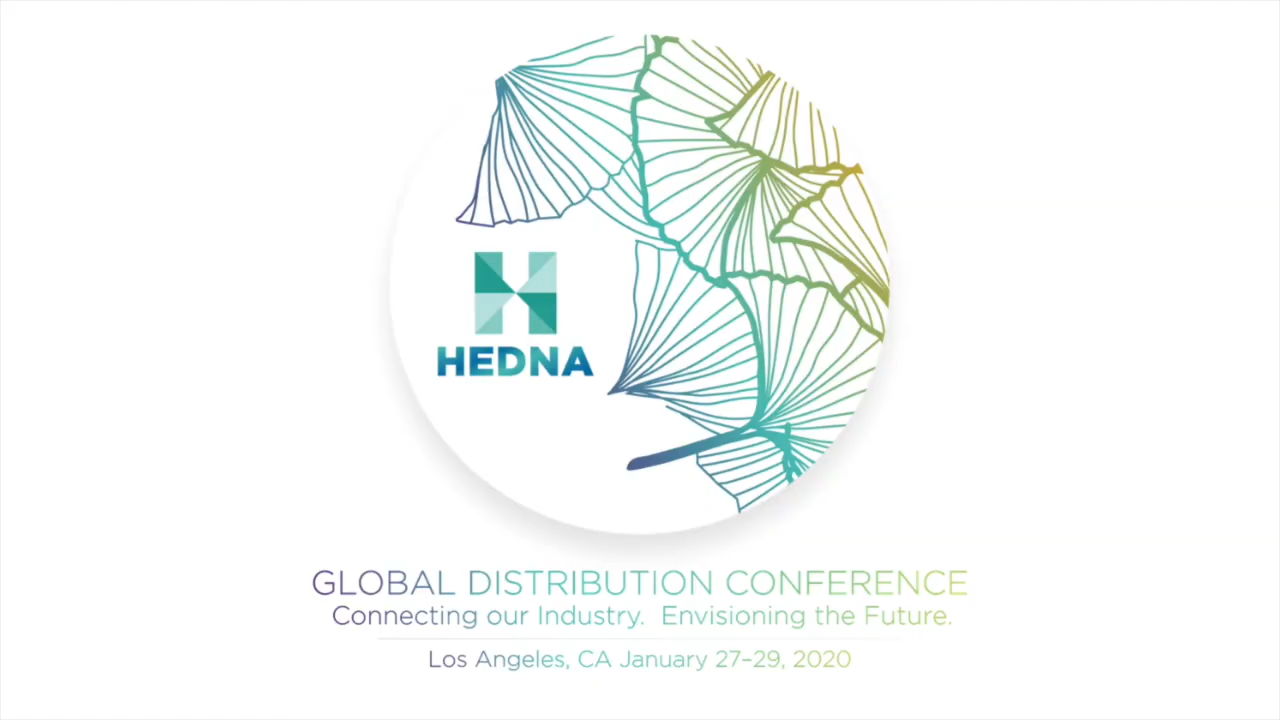 HEDNA
GLOBAL DISTRIBUTION CONFERENCE
Connecting our Industry. Envisioning the Future.
Los Angeles, CA January 27–29, 2020